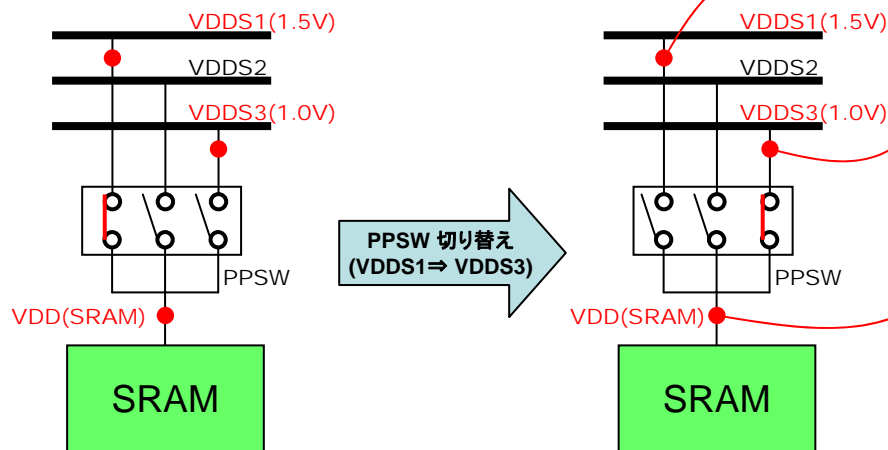 VDDS1(1.5V)
VDDS2
VDDS3(1.0V)
PPSW
VDD(SRAM)
SRAM
PPSW 切り替え
(VDDS1⇒ VDDS3)
VDDS1(1.5V)
VDDS2
VDDS3(1.0V)
PPSW
VDD(SRAM)
SRAM